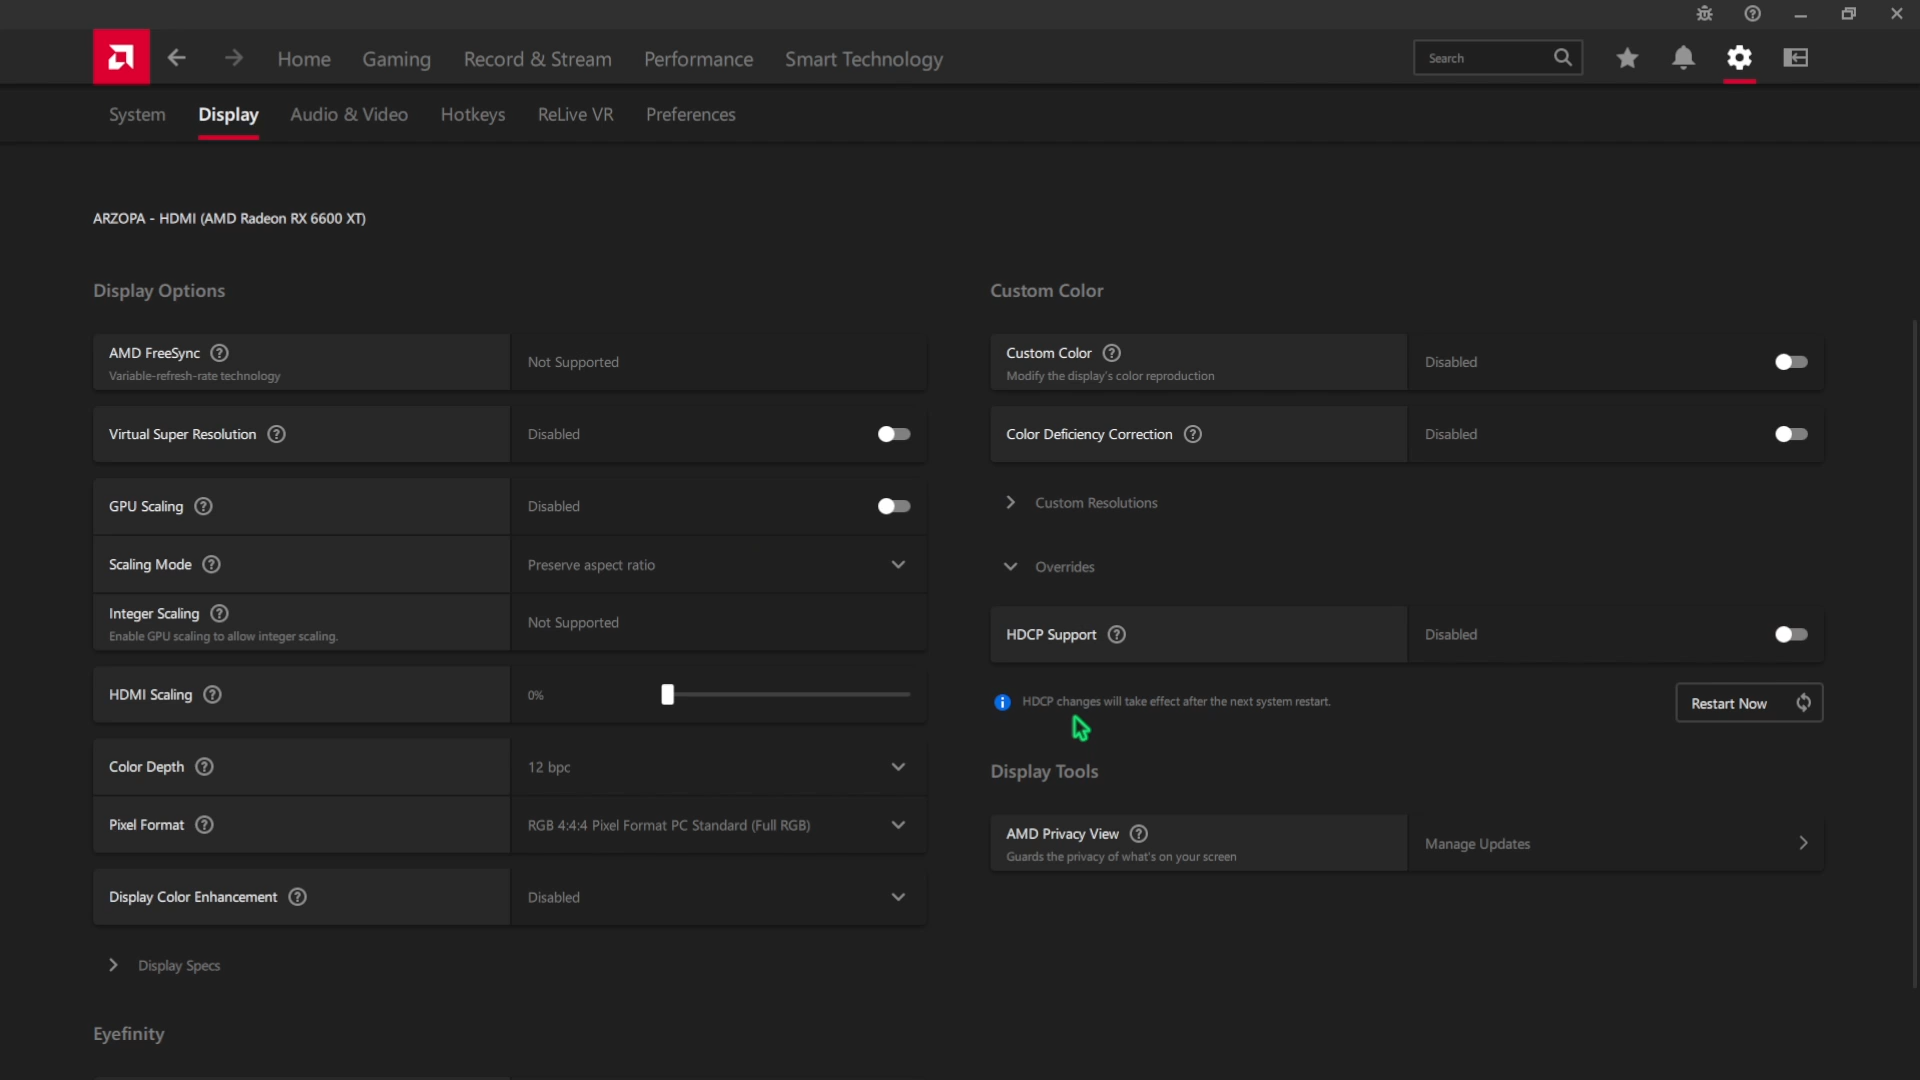 Home Gaming Record & Stream Performance Smart Technology Search
System Display Audio & Video Hotkeys ReLive VR Preferences
ARZOPA - HDMI (AMD Radeon RX 6600 XT)
Display Options
AMD FreeSync
Variable-refresh-rate technology
Not Supported
Virtual Super Resolution
Disabled
GPU Scaling
Disabled
Scaling Mode
Preserve aspect ratio
Integer Scaling
Enable GPU scaling to allow integer scaling.
Not Supported
HDMI Scaling
0%
Color Depth
12 bpc
Pixel Format
RGB 4:4:4 Pixel Format PC Standard (Full RGB)
Display Color Enhancement
Disabled
Display Specs
Eyefinity
Custom Color
Custom Color
Modify the display's color reproduction
Disabled
Color Deficiency Correction
Disabled
Custom Resolutions
Overrides
HDCP Support
Disabled
HDCP changes will take effect after the next system restart.
Restart Now
Display Tools
AMD Privacy View
Guards the privacy of what's on your screen
Manage Updates